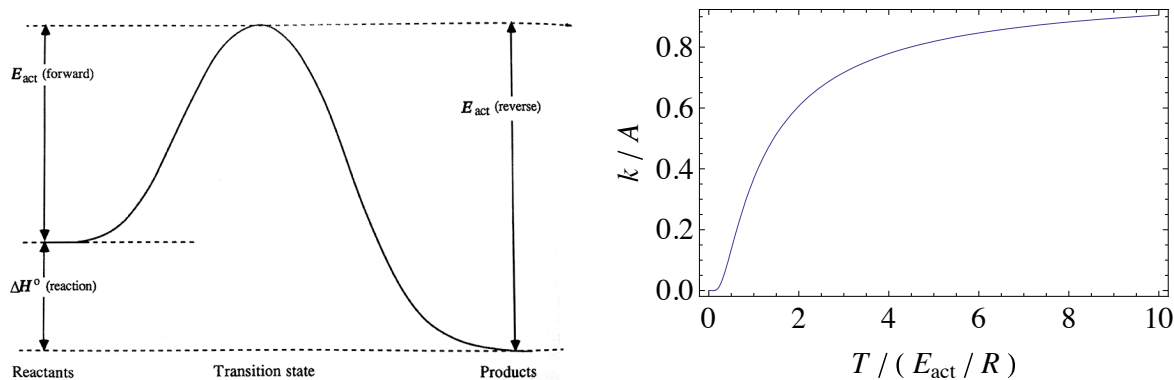 E_act (forward)
E_act (reverse)
ΔH° (reaction)
Reactants
Transition state
Products
k / A
0.8
0.6
0.4
0.2
0.0
0 2 4 6 8 10
T / ( E_act / R )